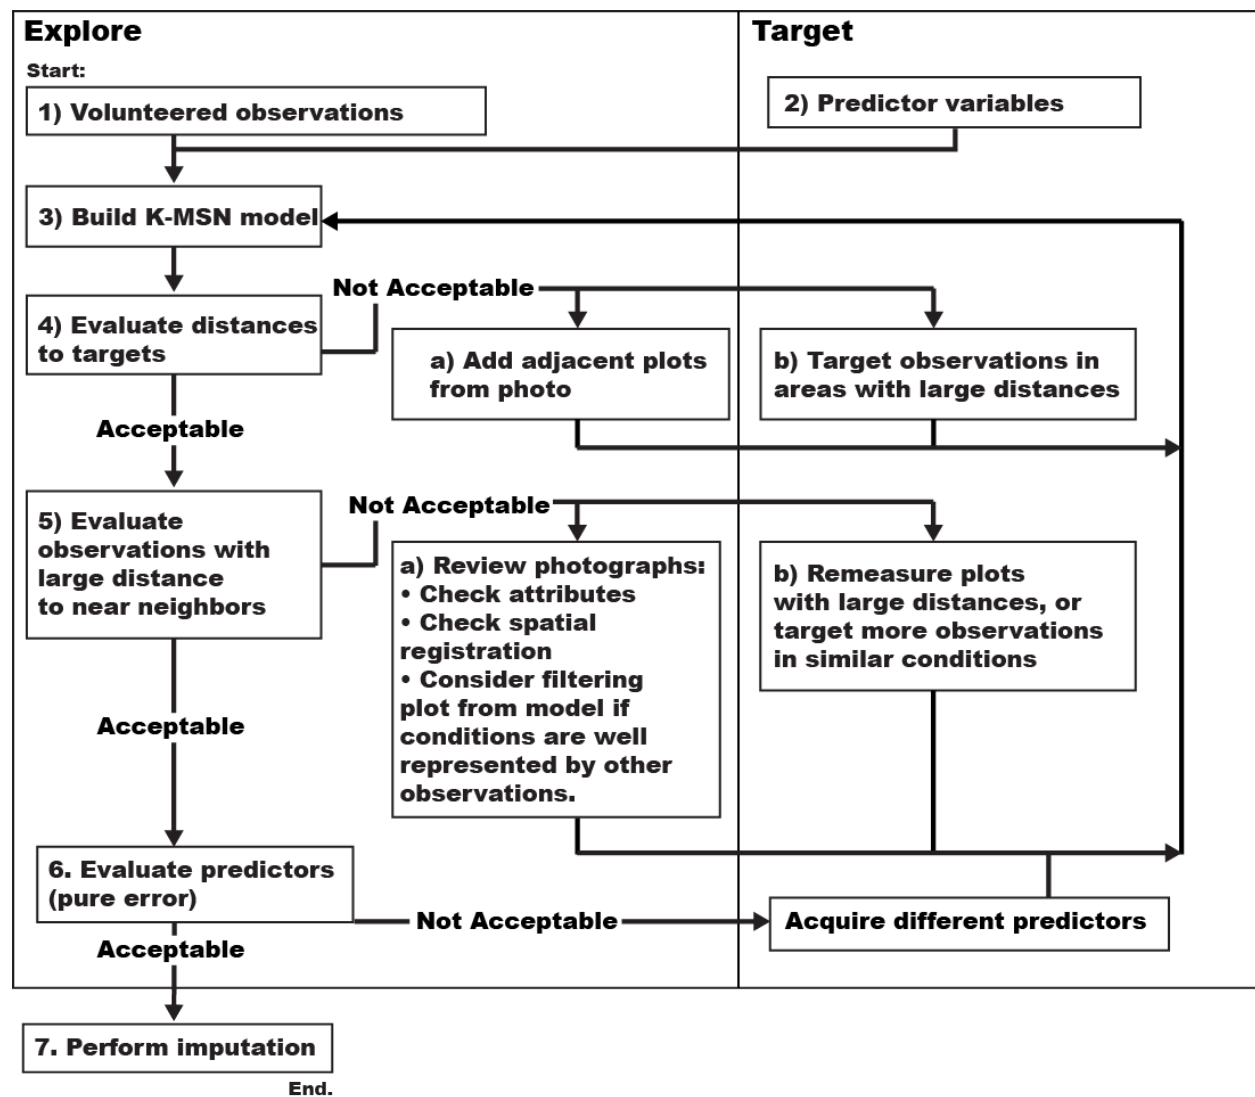 Explore
Target
Start:
1) Volunteered observations
2) Predictor variables
3) Build K-MSN model
Not Acceptable
4) Evaluate distances
to targets
a) Add adjacent plots
from photo
b) Target observations in
areas with large distances
Acceptable
Not Acceptable
5) Evaluate
observations with
large distance
to near neighbors
a) Review photographs:
• Check attributes
• Check spatial
registration
• Consider filtering
plot from model if
conditions are well
represented by other
observations.
b) Remeasure plots
with large distances, or
target more observations
in similar conditions
Acceptable
6. Evaluate predictors
(pure error)
Not Acceptable
Acquire different predictors
Acceptable
7. Perform imputation
End.